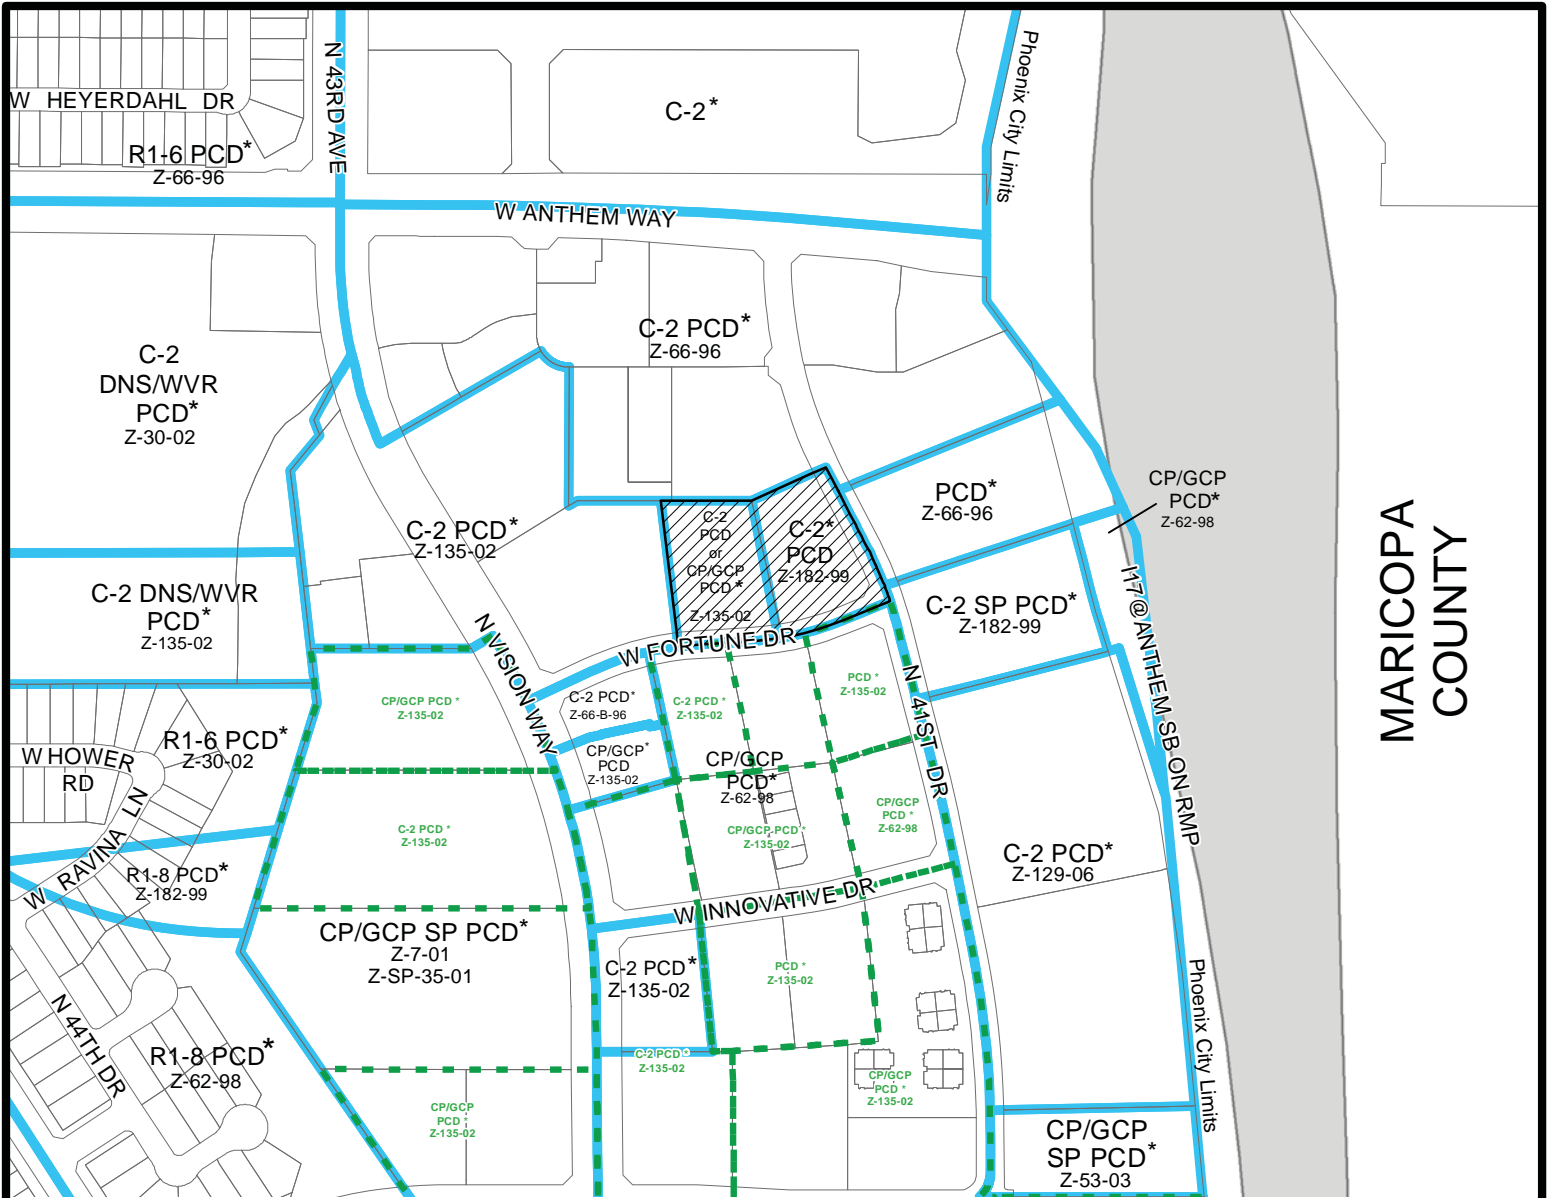 N 43RD AVE
Phoenix City Limits
W HEYERDAHL DR
C-2*
R1-6 PCD*
Z-66-96
W ANTHEM WAY
C-2 PCD*
Z-66-96
C-2
DNS/WVR
PCD*
Z-30-02
CP/GCP
PCD*
Z-62-98
PCD*
Z-66-96
MARICOPA
COUNTY
C-2 PCD*
Z-135-02
C-2
PCD
or
CP/GCP
PCD*
Z-135-02
C-2*
PCD
Z-182-99
C-2 DNS/WVR
PCD*
Z-135-02
C-2 SP PCD*
Z-182-99
I17@ANTHEM SB ON RMP
N VISION WAY
W FORTUNE DR
N 41ST DR
CP/GCP PCD *
Z-135-02
C-2 PCD*
Z-66-B-96
C-2 PCD *
Z-135-02
PCD *
Z-135-02
R1-6 PCD*
Z-30-02
W HOWER
RD
CP/GCP*
PCD
Z-135-02
CP/GCP
PCD*
Z-62-98
W RAVINA LN
C-2 PCD *
Z-135-02
CP/GCP PCD *
Z-135-02
CP/GCP
PCD *
Z-62-98
R1-8 PCD*
Z-182-99
C-2 PCD*
Z-129-06
W INNOVATIVE DR
CP/GCP SP PCD*
Z-7-01
Z-SP-35-01
C-2 PCD*
Z-135-02
PCD *
Z-135-02
Phoenix City Limits
N 44TH DR
R1-8 PCD*
Z-62-98
C-2 PCD *
Z-135-02
CP/GCP
PCD *
Z-135-02
CP/GCP
PCD *
Z-135-02
CP/GCP
SP PCD*
Z-53-03